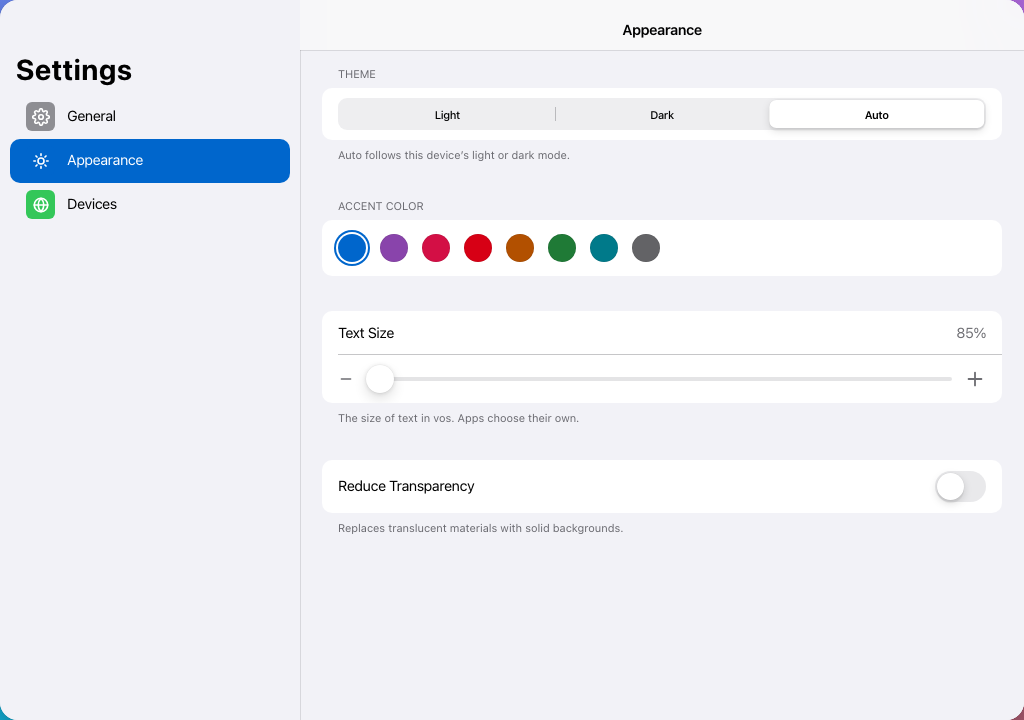 Settings
General
Appearance
Devices
Appearance
THEME
Light
Dark
Auto
Auto follows this device's light or dark mode.
ACCENT COLOR
Text Size
85%
The size of text in vos. Apps choose their own.
Reduce Transparency
Replaces translucent materials with solid backgrounds.